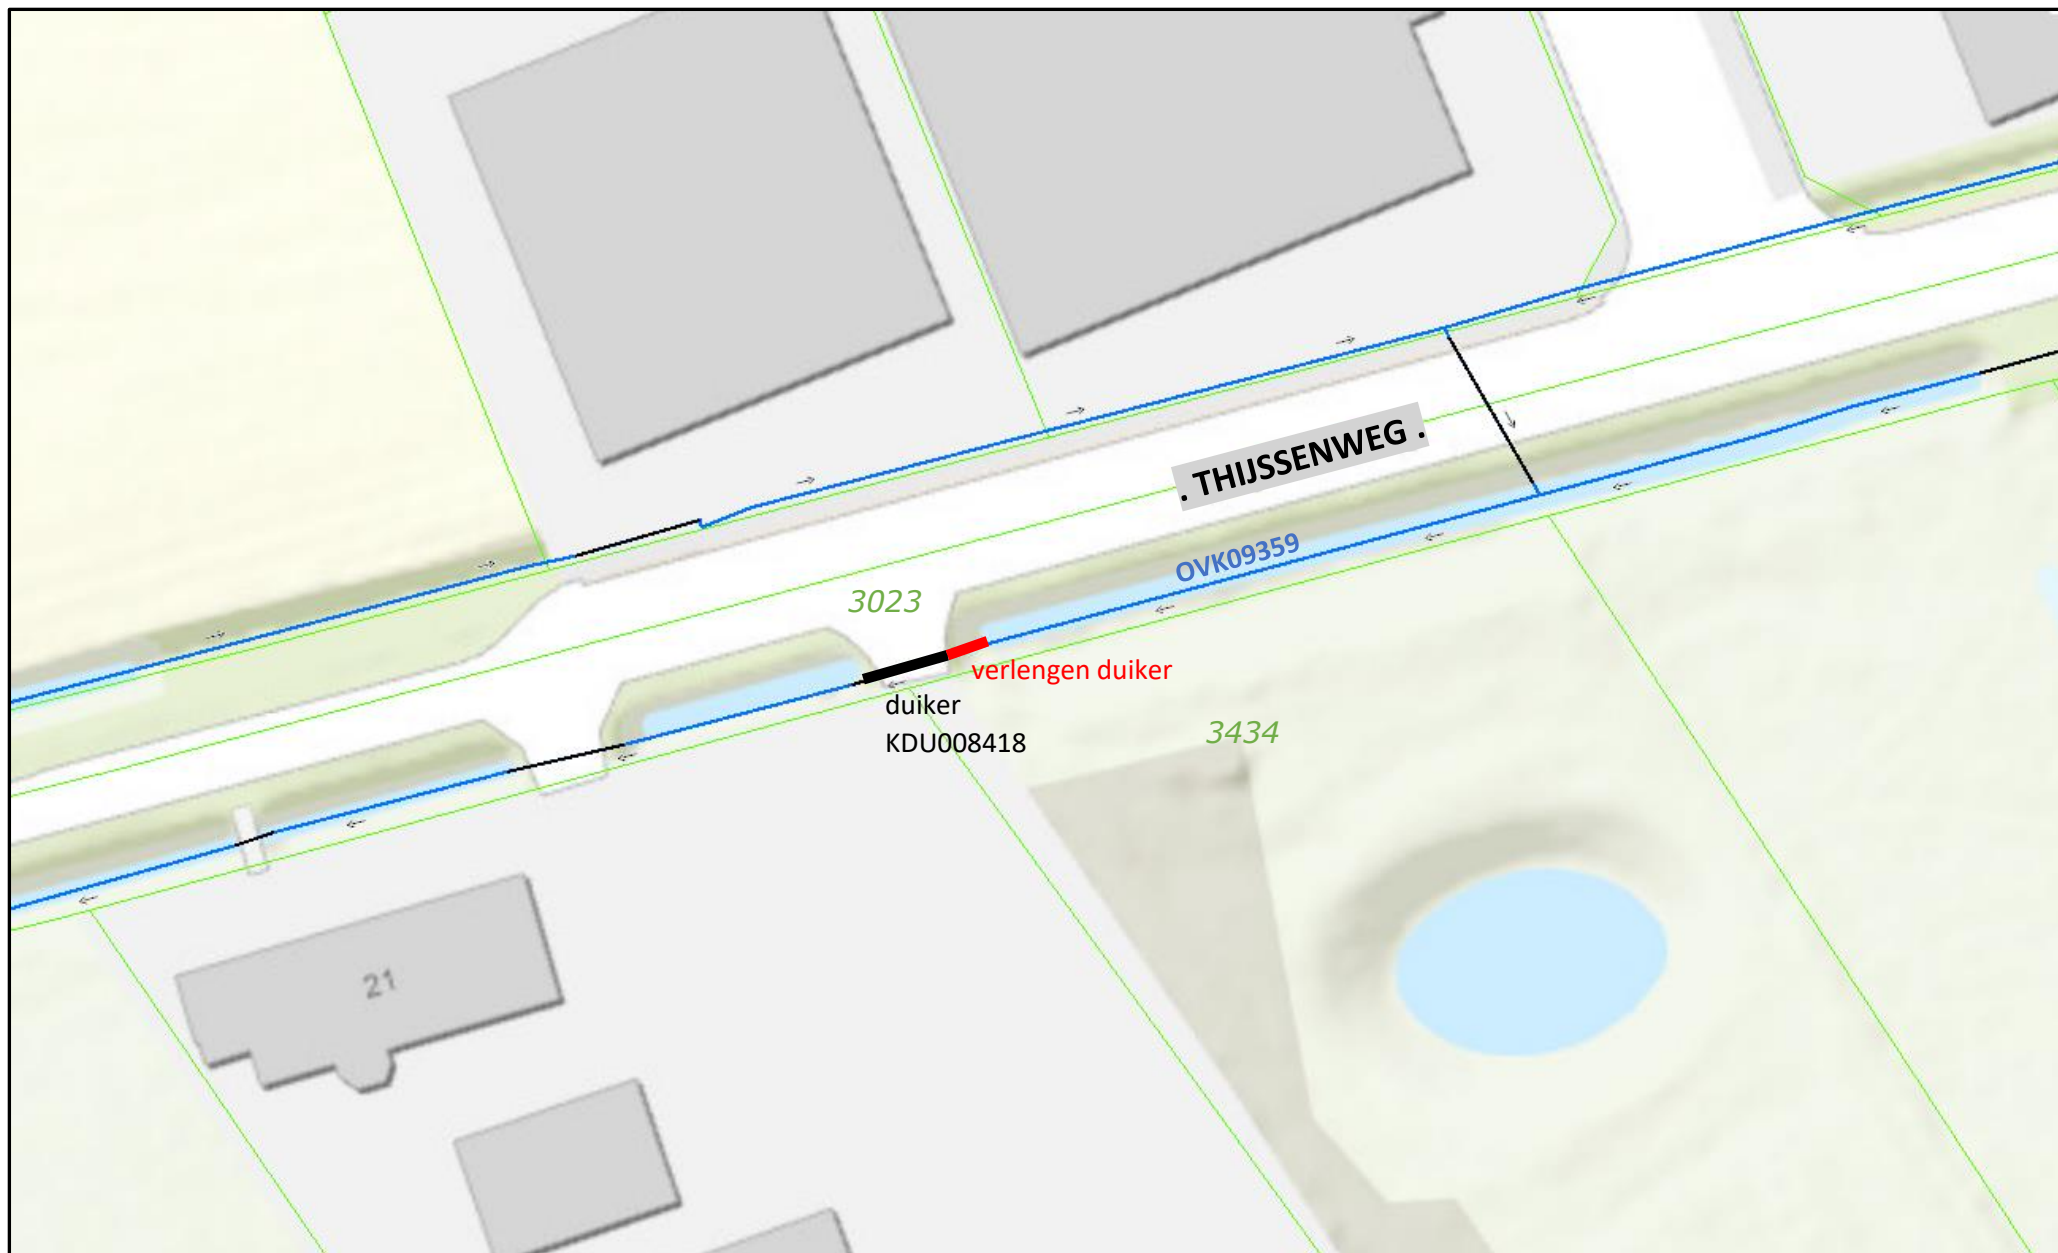 . THIJSSENWEG .
OVK09359
3023
verlengen duiker
duiker
KDU008418
3434
21